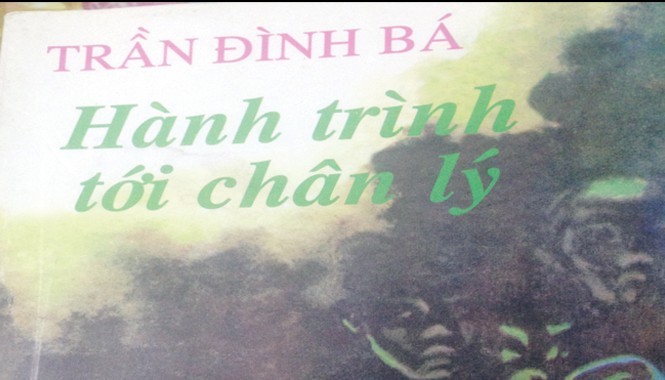 TRẦN ĐÌNH BÁ
Hành trình
tới chân lý